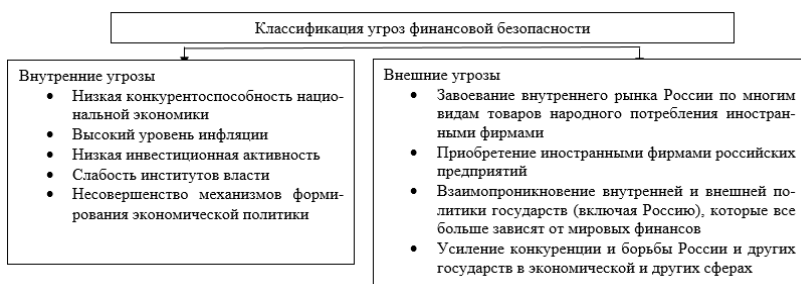 Классификация угроз финансовой безопасности
Внутренние угрозы
• Низкая конкурентоспособность нацио-
нальной экономики
• Высокий уровень инфляции
• Низкая инвестиционная активность
• Слабость институтов власти
• Несовершенство механизмов форми-
рования экономической политики
Внешние угрозы
• Завоевание внутреннего рынка России по многим
видам товаров народного потребления иностран-
ными фирмами
• Приобретение иностранными фирмами российских
предприятий
• Взаимопроникновение внутренней и внешней по-
литики государств (включая Россию), которые все
больше зависят от мировых финансов
• Усиление конкуренции и борьбы России и других
государств в экономической и других сферах